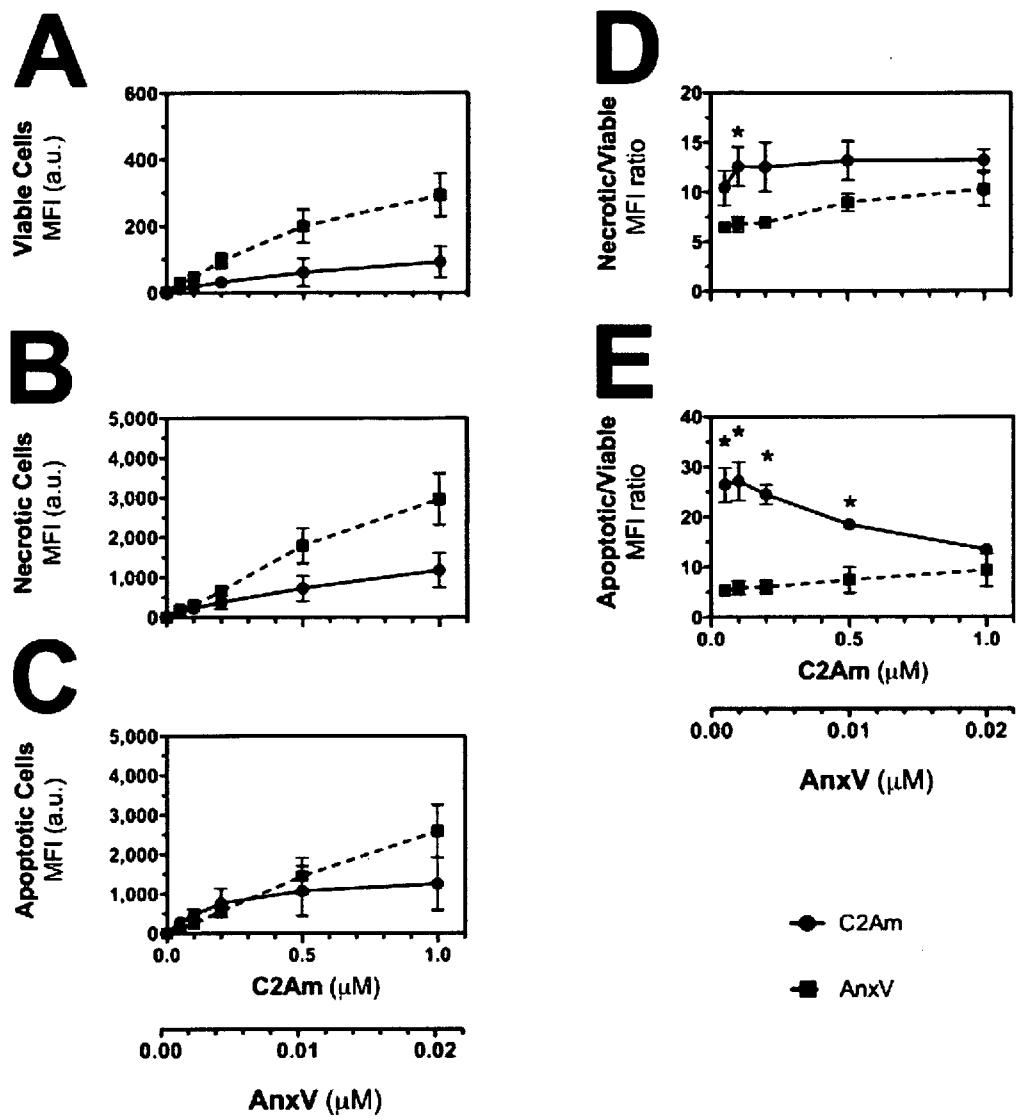 A
Viable Cells
MFI (a.u.)
600
400
200
0
B
Necrotic Cells
MFI (a.u.)
5,000
4,000
3,000
2,000
1,000
0
C
Apoptotic Cells
MFI (a.u.)
5,000
4,000
3,000
2,000
1,000
0
0.0 0.5 1.0
C2Am (µM)
0.00 0.01 0.02
AnxV (µM)
D
Necrotic/Viable
MFI ratio
20
15
10
5
0
*
E
Apoptotic/Viable
MFI ratio
40
30
20
10
0
* * * *
0.0 0.5 1.0
C2Am (µM)
0.00 0.01 0.02
AnxV (µM)
C2Am
AnxV